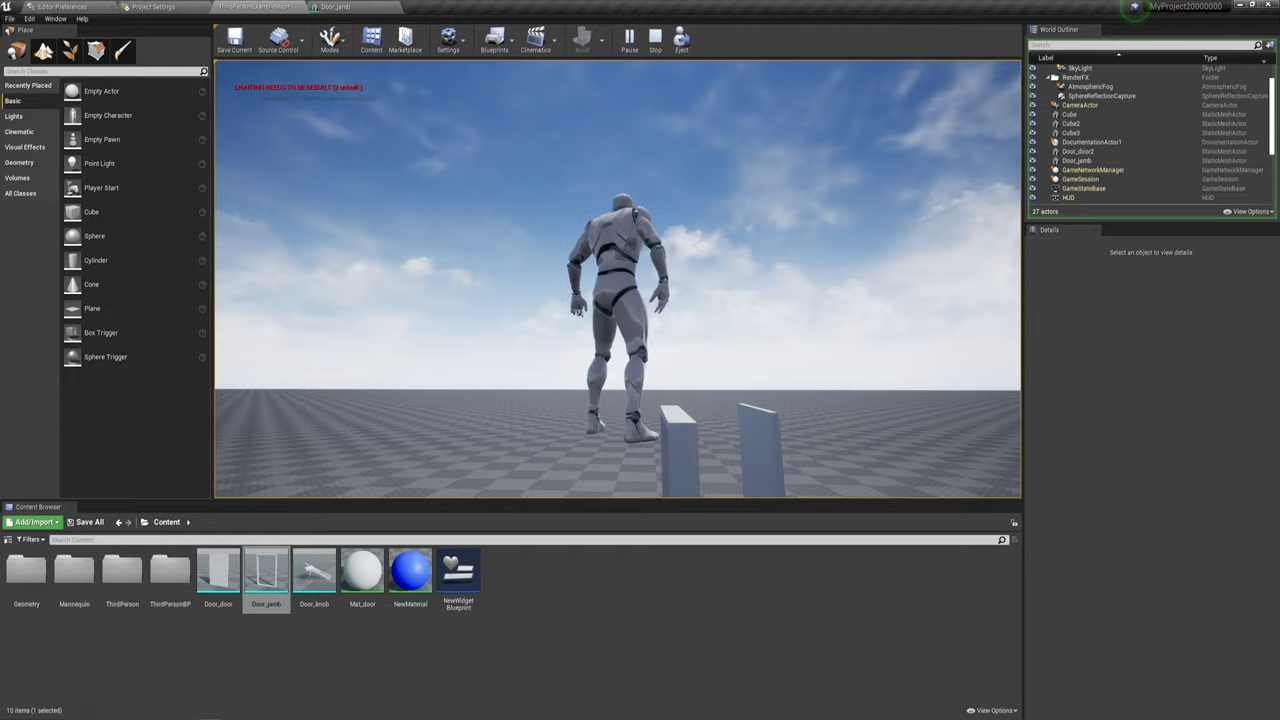 Editor Preferences
Project Settings
ThirdPersonExampleMap*
Door_jamb
MyProject20000000
File
Edit
Window
Help
Place
Search Classes
Recently Placed
Basic
Lights
Cinematic
Visual Effects
Geometry
Volumes
All Classes
Empty Actor
Empty Character
Empty Pawn
Point Light
Player Start
Cube
Sphere
Cylinder
Cone
Plane
Box Trigger
Sphere Trigger
Save Current
Source Control
Modes
Content
Marketplace
Settings
Blueprints
Cinematics
Build
Pause
Stop
Eject
LIGHTING NEEDS TO BE REBUILT (2 unbuilt)
World Outliner
Search...
Label Type
SkyLight SkyLight
RenderFX Folder
AtmosphericFog AtmosphericFog
SphereReflectionCapture SphereReflectionCapture
CameraActor CameraActor
Cube StaticMeshActor
Cube2 StaticMeshActor
Cube3 StaticMeshActor
DocumentationActor1 DocumentationActor
Door_door2 StaticMeshActor
Door_jamb StaticMeshActor
GameNetworkManager GameNetworkManager
GameSession GameSession
GameStateBase GameStateBase
HUD HUD
27 actors
View Options
Details
Select an object to view details.
Content Browser
Add/Import
Save All
Content
Filters
Search Content
Geometry
Mannequin
ThirdPerson
ThirdPersonBP
Door_door
Door_jamb
Door_knob
Mat_door
NewMaterial
NewWidget
Blueprint
10 items (1 selected)
View Options